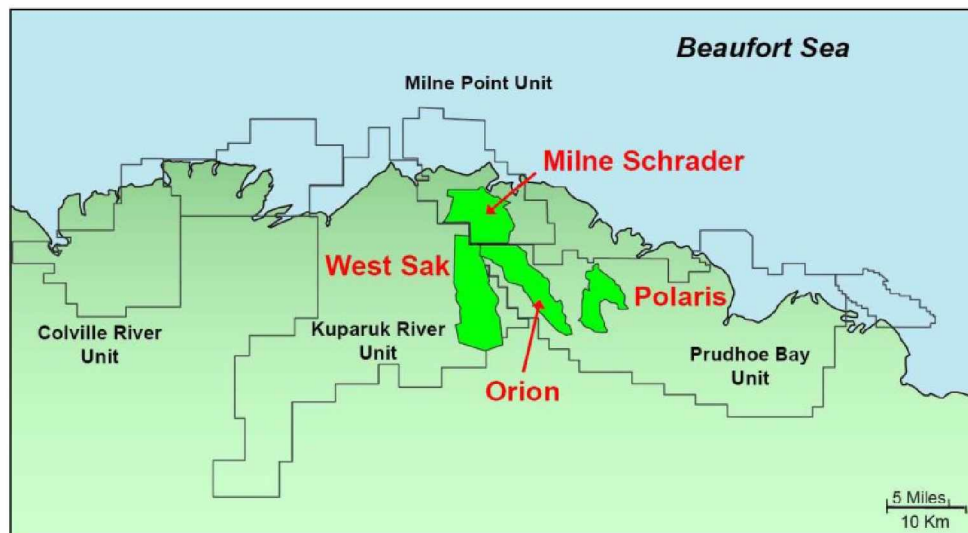 Beaufort Sea
Milne Point Unit
Milne Schrader
West Sak
Polaris
Colville River
Unit
Kuparuk River
Unit
Prudhoe Bay
Unit
Orion
5 Miles
10 Km